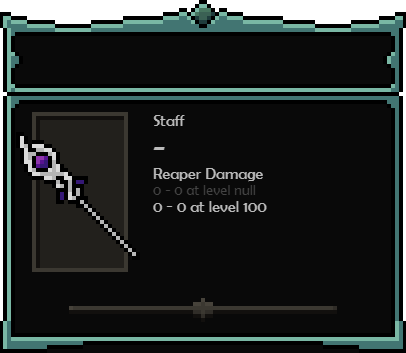 Staff
–
Reaper Damage
0 - 0 at level null
0 - 0 at level 100